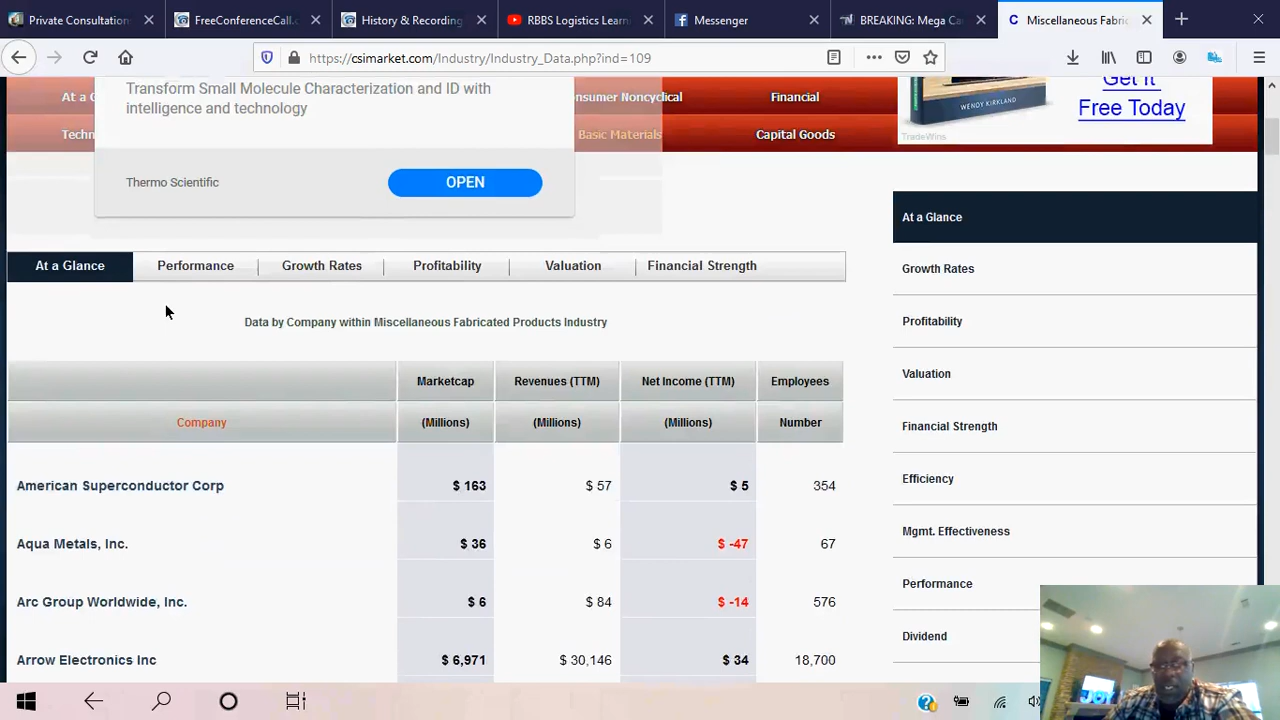 Private Consultation
FreeConferenceCall.c
History & Recording
RBBS Logistics Learn
Messenger
BREAKING: Mega Ca
Miscellaneous Fabric
https://csimarket.com/Industry/Industry_Data.php?ind=109
Transform Small Molecule Characterization and ID with
intelligence and technology
Thermo Scientific
OPEN
At a G
onsumer Noncyclical
Financial
Techn
Basic Materials
Capital Goods
WENDY KIRKLAND
TradeWins
Get It
Free Today
At a Glance
Performance
Growth Rates
Profitability
Valuation
Financial Strength
Data by Company within Miscellaneous Fabricated Products Industry
Marketcap
Revenues (TTM)
Net Income (TTM)
Employees
Company
(Millions)
(Millions)
(Millions)
Number
American Superconductor Corp
$ 163
$ 57
$ 5
354
Aqua Metals, Inc.
$ 36
$ 6
$ -47
67
Arc Group Worldwide, Inc.
$ 6
$ 84
$ -14
576
Arrow Electronics Inc
$ 6,971
$ 30,146
$ 34
18,700
At a Glance
Growth Rates
Profitability
Valuation
Financial Strength
Efficiency
Mgmt. Effectiveness
Performance
Dividend
JOY